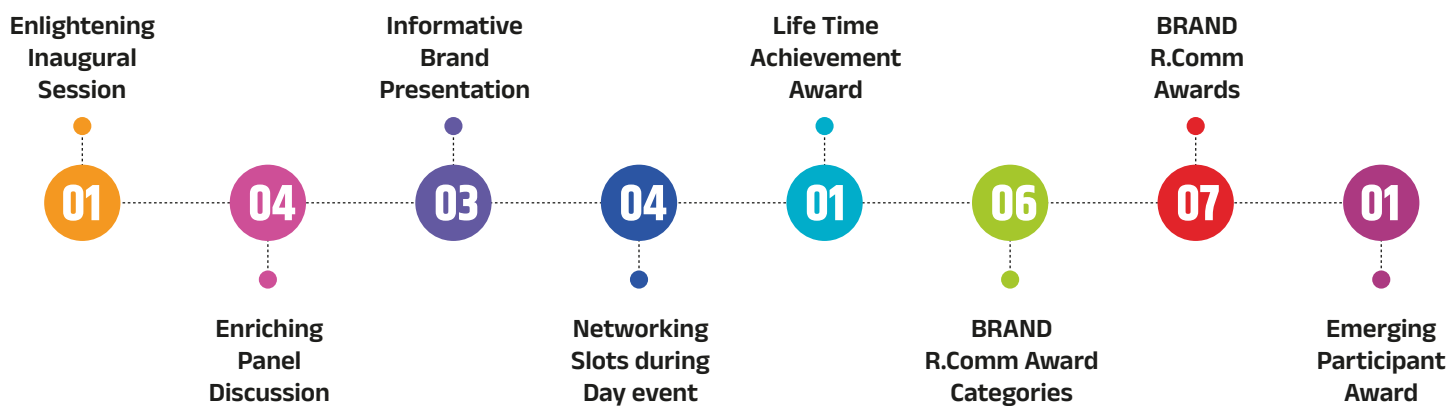 Enlightening
Inaugural
Session
Informative
Brand
Presentation
Life Time
Achievement
Award
BRAND
R.Comm
Awards
01
04
03
04
01
06
07
01
Enriching
Panel
Discussion
Networking
Slots during
Day event
BRAND
R.Comm Award
Categories
Emerging
Participant
Award